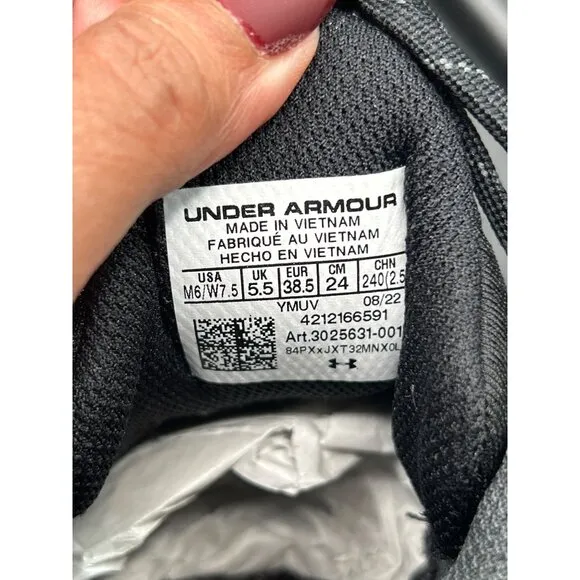 UNDER ARMOUR
MADE IN VIETNAM
FABRIQUÉ AU VIETNAM
HECHO EN VIETNAM
USA UK EUR CM CHN
M6/W7.5 5.5 38.5 24 240(2.5
YMUV 08/22
4212166591
Art.3025631-001
84PXxJXT32MNX0L